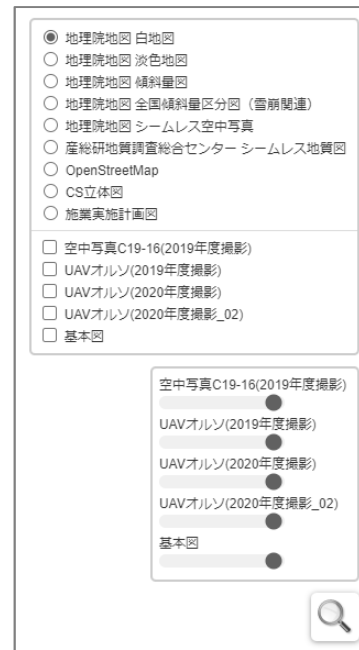 地理院地図 白地図
地理院地図 淡色地図
地理院地図 傾斜量図
地理院地図 全国傾斜量区分図（雪崩関連）
地理院地図 シームレス空中写真
産総研地質調査総合センター シームレス地質図
OpenStreetMap
CS立体図
施業実施計画図
空中写真C19-16(2019年度撮影)
UAVオルソ(2019年度撮影)
UAVオルソ(2020年度撮影)
UAVオルソ(2020年度撮影_02)
基本図
空中写真C19-16(2019年度撮影)
UAVオルソ(2019年度撮影)
UAVオルソ(2020年度撮影)
UAVオルソ(2020年度撮影_02)
基本図